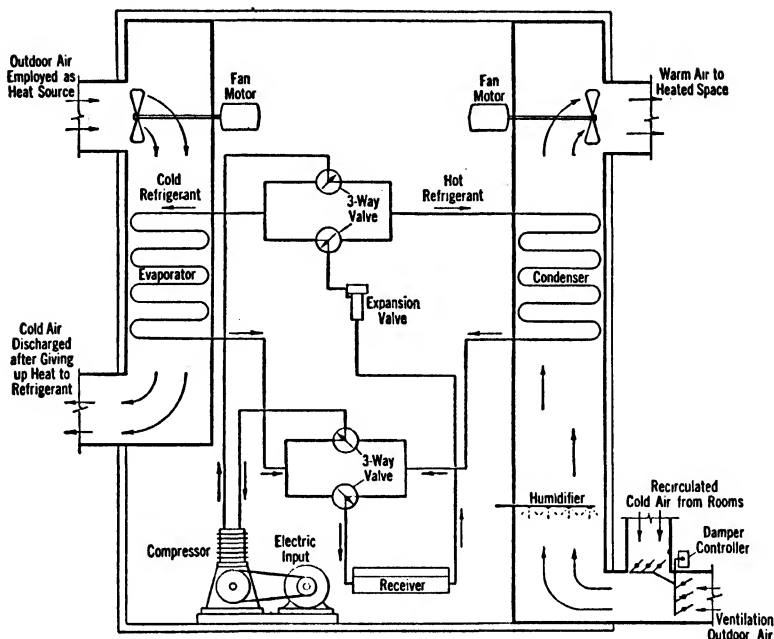 Outdoor Air
Employed as
Heat Source
Fan
Motor
Fan
Motor
Warm Air to
Heated Space
Cold
Refrigerant
3-Way
Valve
Hot
Refrigerant
Evaporator
Condenser
Expansion
Valve
Cold Air
Discharged
after Giving
up Heat to
Refrigerant
3-Way
Valve
Recirculated
Cold Air from Rooms
Humidifier
Damper
Controller
Compressor
Electric
Input
Receiver
Ventilation
Outdoor Air